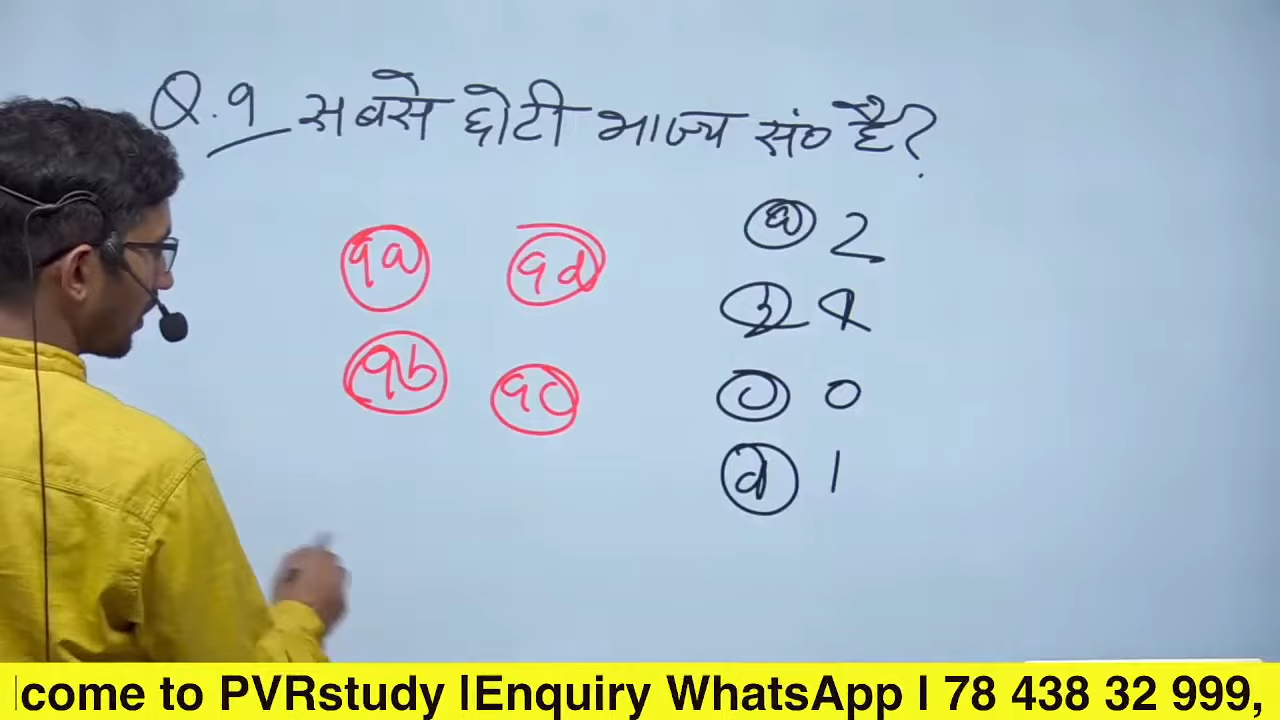 Q.9 सबसे छोटी भाज्य सं० है?
9a 9d
9b 9c
a 2
b 4
c 0
d 1
come to PVRstudy |Enquiry WhatsApp | 78 438 32 999,